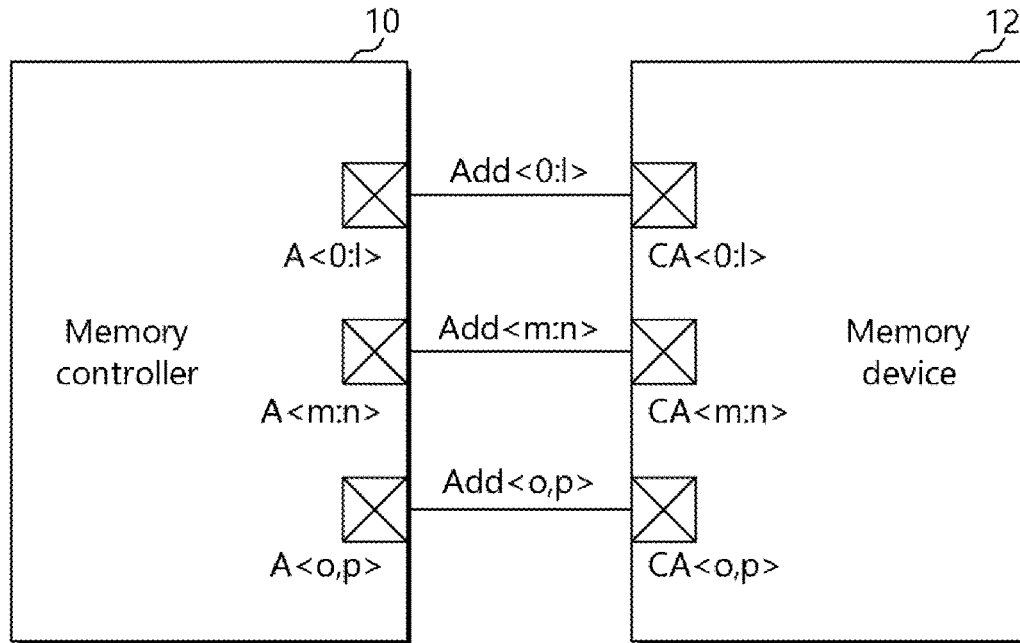 10
12
Add<0:l>
A<0:l>
CA<0:l>
Memory
controller
Add<m:n>
Memory
device
A<m:n>
CA<m:n>
Add<o,p>
A<o,p>
CA<o,p>